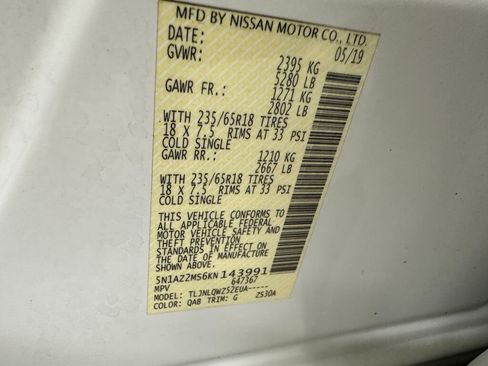 MFD BY NISSAN MOTOR CO., LTD.
DATE: 05/19
GVWR: 2395 KG
5280 LB
GAWR FR.: 1271 KG
2802 LB
WITH 235/65R18 TIRES
18 X 7.5 RIMS AT 33 PSI
COLD SINGLE
GAWR RR.: 1210 KG
2667 LB
WITH 235/65R18 TIRES
18 X 7.5 RIMS AT 33 PSI
COLD SINGLE
THIS VEHICLE CONFORMS TO
ALL APPLICABLE FEDERAL
MOTOR VEHICLE SAFETY AND
THEFT PREVENTION
STANDARDS IN EFFECT ON
THE DATE OF MANUFACTURE
SHOWN ABOVE.
5N1AZ2MS6KN143991
MPV 647367
MODEL: TLJNLQWZ52EUA-----
COLOR: QAB TRIM: G Z530A